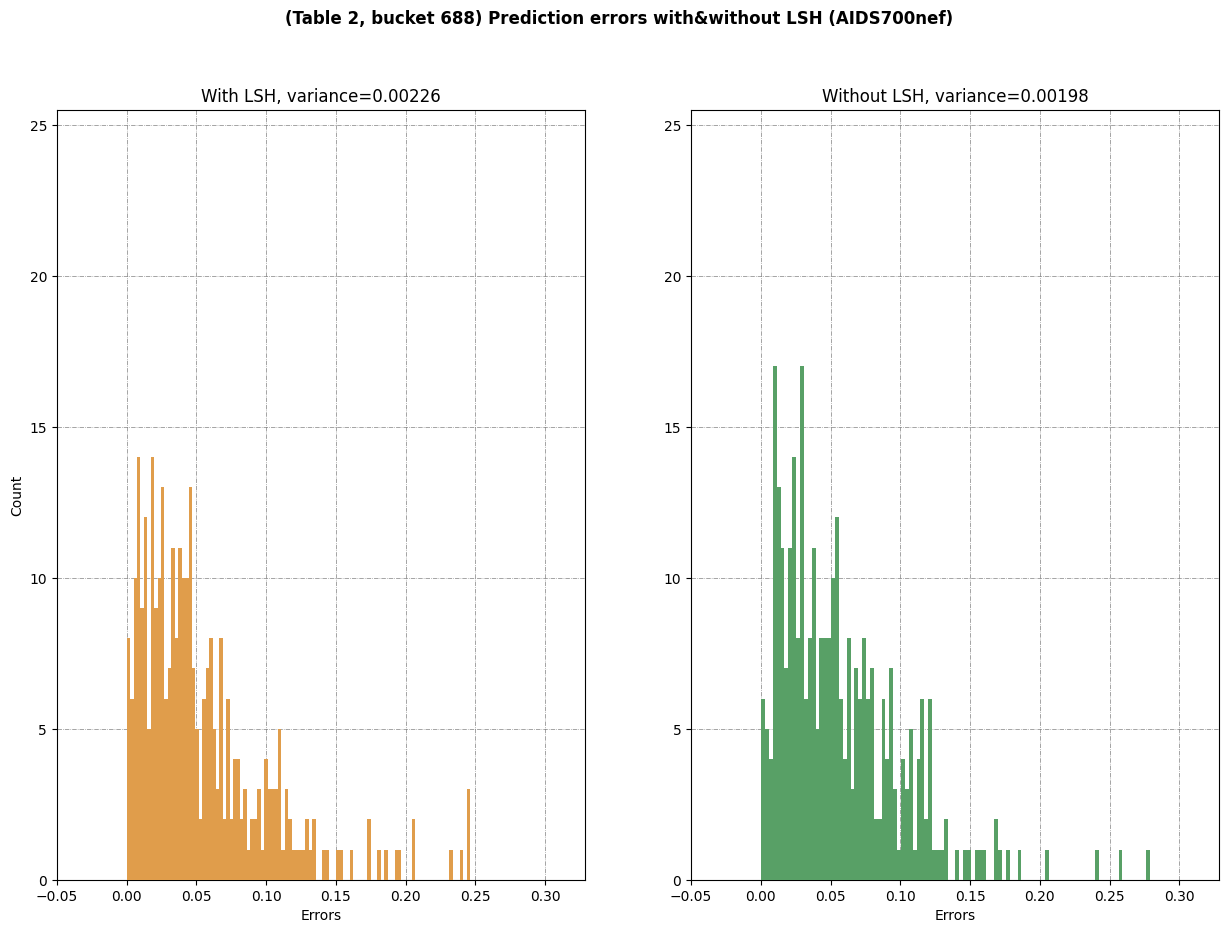 (Table 2, bucket 688) Prediction errors with&without LSH (AIDS700nef)
With LSH, variance=0.00226
25
20
15
10
5
0
Count
−0.05 0.00 0.05 0.10 0.15 0.20 0.25 0.30
Errors
Without LSH, variance=0.00198
25
20
15
10
5
0
−0.05 0.00 0.05 0.10 0.15 0.20 0.25 0.30
Errors